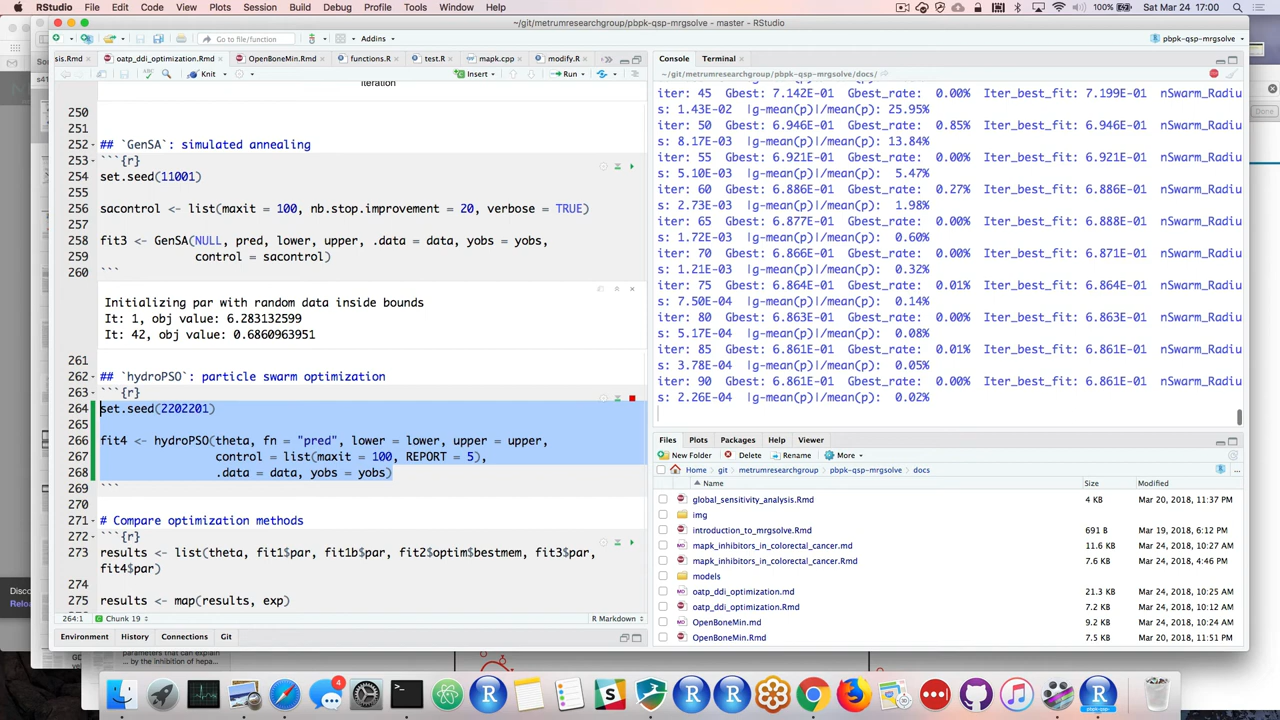 RStudio File Edit Code View Plots Session Build Debug Profile Tools Window Help
100% Sat Mar 24 17:00
~/git/metrumresearchgroup/pbpk-qsp-mrgsolve - master - RStudio
Go to file/function Addins pbpk-qsp-mrgsolve
sis.Rmd oatp_ddi_optimization.Rmd OpenBoneMin.Rmd functions.R test.R mapk.cpp modify.R
Knit Insert Run
iteration
250
251
252 ## `GenSA`: simulated annealing
253 ```{r}
254 set.seed(11001)
255
256 sacontrol <- list(maxit = 100, nb.stop.improvement = 20, verbose = TRUE)
257
258 fit3 <- GenSA(NULL, pred, lower, upper, .data = data, yobs = yobs,
259 control = sacontrol)
260 ```
Initializing par with random data inside bounds
It: 1, obj value: 6.283132599
It: 42, obj value: 0.6860963951
261
262 ## `hydroPSO`: particle swarm optimization
263 ```{r}
264 set.seed(2202201)
265
266 fit4 <- hydroPSO(theta, fn = "pred", lower = lower, upper = upper,
267 control = list(maxit = 100, REPORT = 5),
268 .data = data, yobs = yobs)
269 ```
270
271 # Compare optimization methods
272 ```{r}
273 results <- list(theta, fit1$par, fit1b$par, fit2$optim$bestmem, fit3$par,
fit4$par)
274
275 results <- map(results, exp)
264:1 Chunk 19 R Markdown
Environment History Connections Git
Console Terminal
~/git/metrumresearchgroup/pbpk-qsp-mrgsolve/docs/
iter: 45 Gbest: 7.142E-01 Gbest_rate: 0.00% Iter_best_fit: 7.199E-01 nSwarm_Radiu
s: 1.43E-02 |g-mean(p)|/mean(p): 25.95%
iter: 50 Gbest: 6.946E-01 Gbest_rate: 0.85% Iter_best_fit: 6.946E-01 nSwarm_Radiu
s: 8.17E-03 |g-mean(p)|/mean(p): 13.84%
iter: 55 Gbest: 6.921E-01 Gbest_rate: 0.00% Iter_best_fit: 6.921E-01 nSwarm_Radiu
s: 5.10E-03 |g-mean(p)|/mean(p): 5.47%
iter: 60 Gbest: 6.886E-01 Gbest_rate: 0.27% Iter_best_fit: 6.886E-01 nSwarm_Radiu
s: 2.73E-03 |g-mean(p)|/mean(p): 1.98%
iter: 65 Gbest: 6.877E-01 Gbest_rate: 0.00% Iter_best_fit: 6.888E-01 nSwarm_Radiu
s: 1.72E-03 |g-mean(p)|/mean(p): 0.60%
iter: 70 Gbest: 6.866E-01 Gbest_rate: 0.00% Iter_best_fit: 6.871E-01 nSwarm_Radiu
s: 1.21E-03 |g-mean(p)|/mean(p): 0.32%
iter: 75 Gbest: 6.864E-01 Gbest_rate: 0.01% Iter_best_fit: 6.864E-01 nSwarm_Radiu
s: 7.50E-04 |g-mean(p)|/mean(p): 0.14%
iter: 80 Gbest: 6.863E-01 Gbest_rate: 0.00% Iter_best_fit: 6.863E-01 nSwarm_Radiu
s: 5.17E-04 |g-mean(p)|/mean(p): 0.08%
iter: 85 Gbest: 6.861E-01 Gbest_rate: 0.01% Iter_best_fit: 6.861E-01 nSwarm_Radiu
s: 3.78E-04 |g-mean(p)|/mean(p): 0.05%
iter: 90 Gbest: 6.861E-01 Gbest_rate: 0.00% Iter_best_fit: 6.861E-01 nSwarm_Radiu
s: 2.26E-04 |g-mean(p)|/mean(p): 0.02%
Files Plots Packages Help Viewer
New Folder Delete Rename More
Home git metrumresearchgroup pbpk-qsp-mrgsolve docs ...
Name Size Modified
global_sensitivity_analysis.Rmd 4 KB Mar 20, 2018, 11:37 PM
img
introduction_to_mrgsolve.Rmd 691 B Mar 19, 2018, 6:12 PM
mapk_inhibitors_in_colorectal_cancer.md 11.6 KB Mar 24, 2018, 10:27 AM
mapk_inhibitors_in_colorectal_cancer.Rmd 7.6 KB Mar 24, 2018, 4:46 PM
models
oatp_ddi_optimization.md 21.3 KB Mar 24, 2018, 10:25 AM
oatp_ddi_optimization.Rmd 7.2 KB Mar 24, 2018, 10:12 AM
OpenBoneMin.md 9.2 KB Mar 24, 2018, 10:24 AM
OpenBoneMin.Rmd 7.5 KB Mar 20, 2018, 11:51 PM
Done
Disco
Reloa
parameters that can explain
by the inhibition of hepa...
4